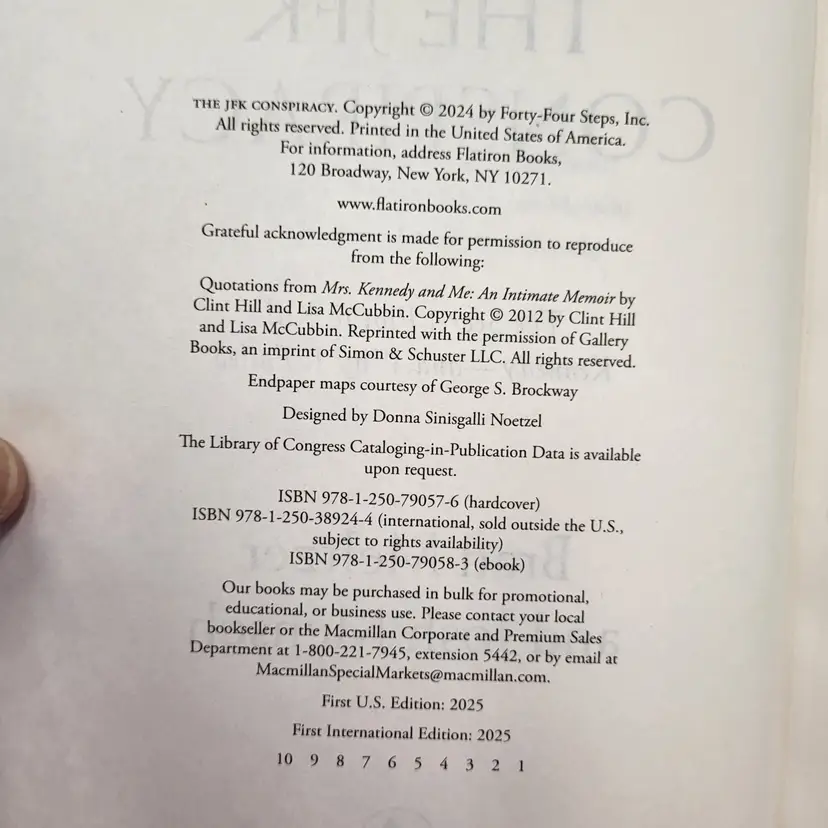 THE JFK CONSPIRACY. Copyright © 2024 by Forty-Four Steps, Inc.
All rights reserved. Printed in the United States of America.
For information, address Flatiron Books,
120 Broadway, New York, NY 10271.
www.flatironbooks.com
Grateful acknowledgment is made for permission to reproduce
from the following:
Quotations from Mrs. Kennedy and Me: An Intimate Memoir by
Clint Hill and Lisa McCubbin. Copyright © 2012 by Clint Hill
and Lisa McCubbin. Reprinted with the permission of Gallery
Books, an imprint of Simon & Schuster LLC. All rights reserved.
Endpaper maps courtesy of George S. Brockway
Designed by Donna Sinisgalli Noetzel
The Library of Congress Cataloging-in-Publication Data is available
upon request.
ISBN 978-1-250-79057-6 (hardcover)
ISBN 978-1-250-38924-4 (international, sold outside the U.S.,
subject to rights availability)
ISBN 978-1-250-79058-3 (ebook)
Our books may be purchased in bulk for promotional,
educational, or business use. Please contact your local
bookseller or the Macmillan Corporate and Premium Sales
Department at 1-800-221-7945, extension 5442, or by email at
MacmillanSpecialMarkets@macmillan.com.
First U.S. Edition: 2025
First International Edition: 2025
10 9 8 7 6 5 4 3 2 1